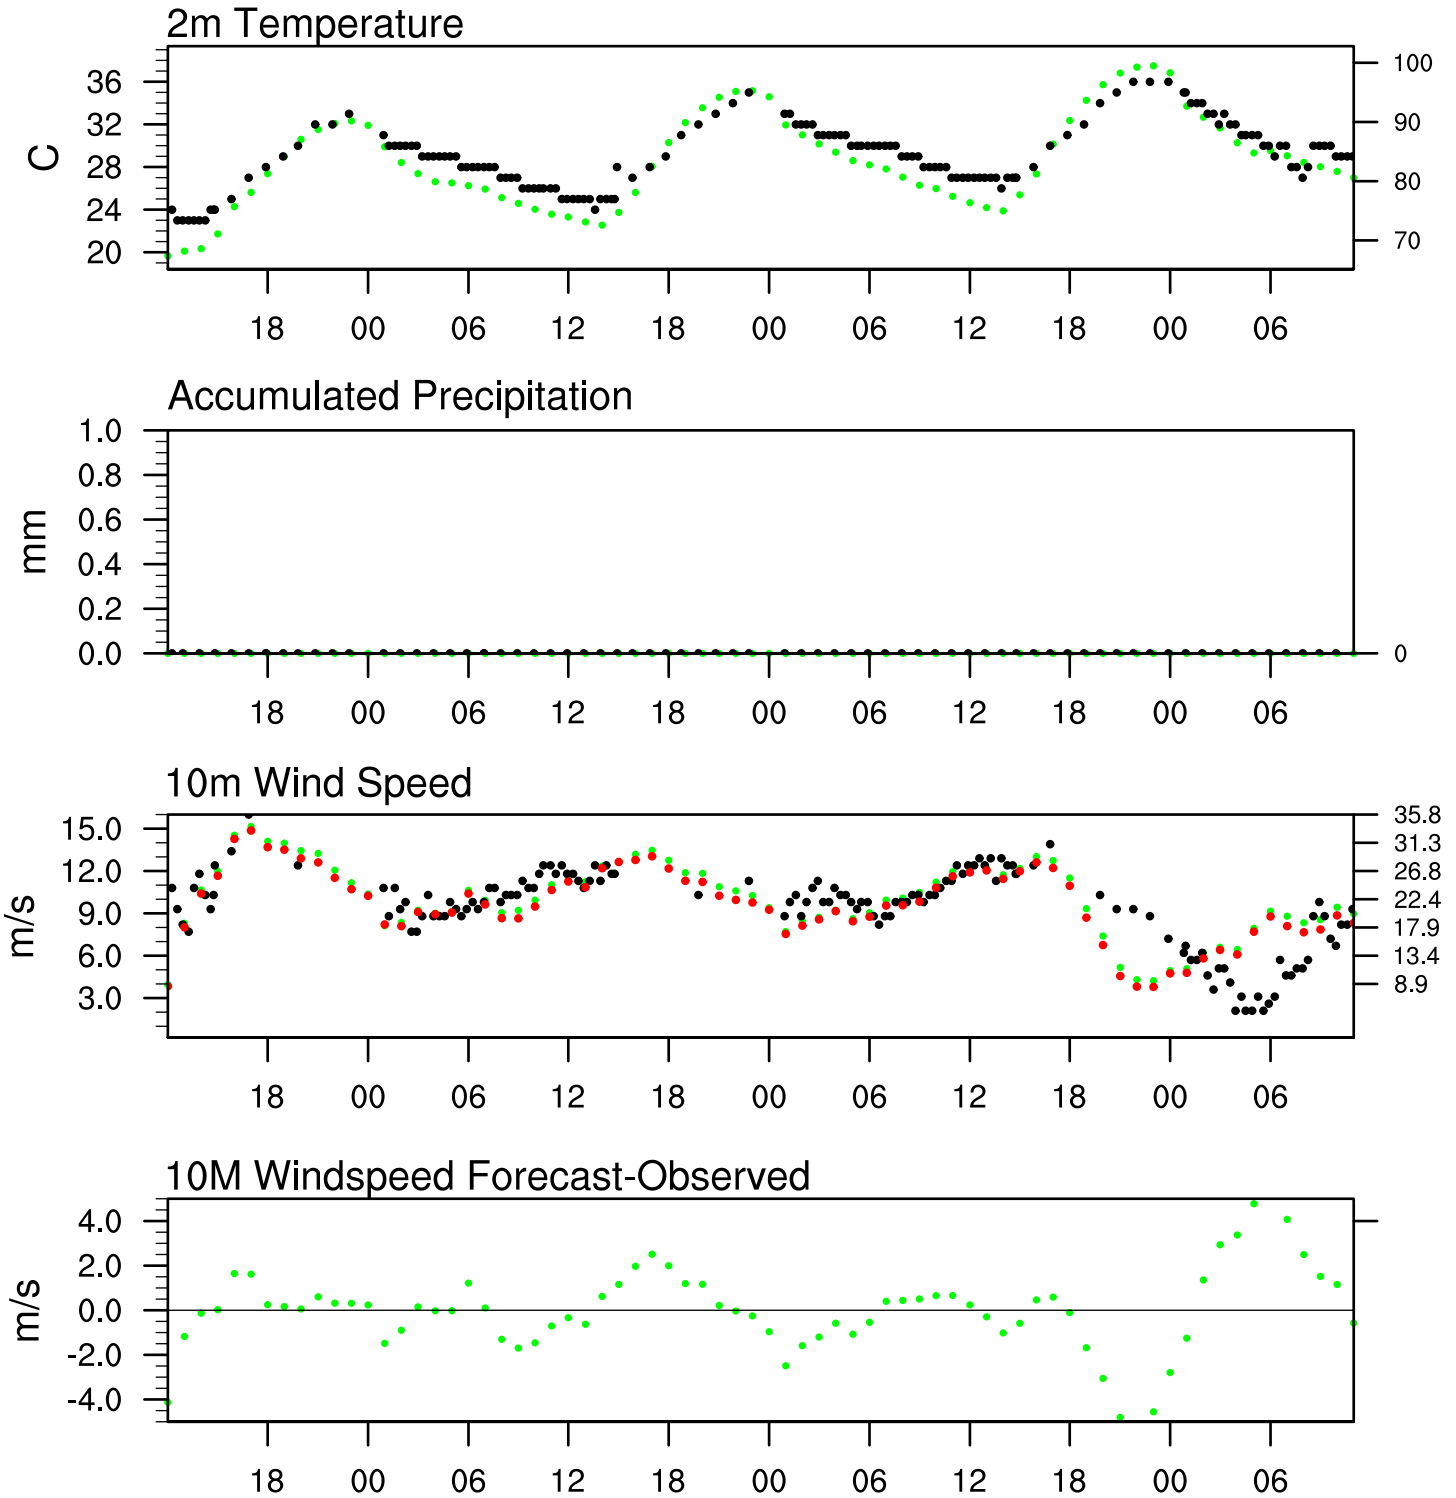 2m Temperature
36
32
28
24
20
C
100
90
80
70
18 00 06 12 18 00 06 12 18 00 06
Accumulated Precipitation
1.0
0.8
0.6
0.4
0.2
0.0
mm
0
18 00 06 12 18 00 06 12 18 00 06
10m Wind Speed
15.0
12.0
9.0
6.0
3.0
m/s
35.8
31.3
26.8
22.4
17.9
13.4
8.9
18 00 06 12 18 00 06 12 18 00 06
10M Windspeed Forecast-Observed
4.0
2.0
0.0
-2.0
-4.0
m/s
18 00 06 12 18 00 06 12 18 00 06